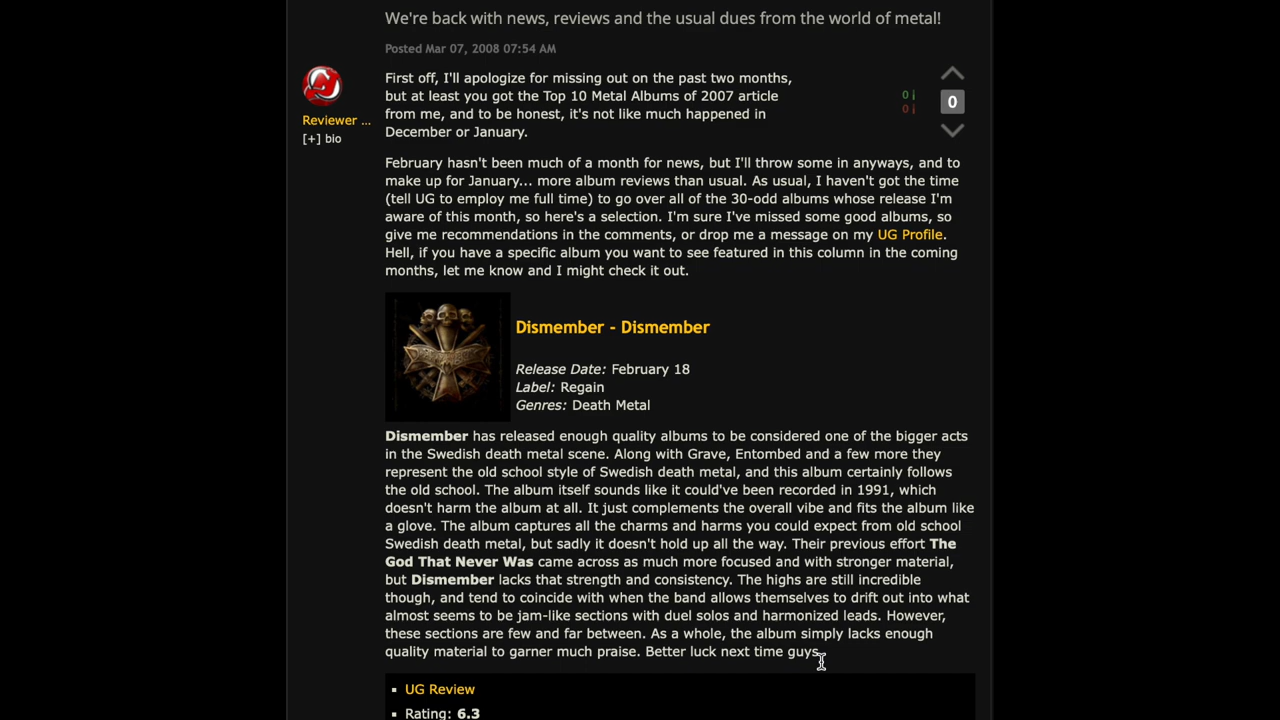 We're back with news, reviews and the usual dues from the world of metal!
Posted Mar 07, 2008 07:54 AM
Reviewer ...
[+] bio
First off, I'll apologize for missing out on the past two months,
but at least you got the Top 10 Metal Albums of 2007 article
from me, and to be honest, it's not like much happened in
December or January.
0
0
0
February hasn't been much of a month for news, but I'll throw some in anyways, and to
make up for January... more album reviews than usual. As usual, I haven't got the time
(tell UG to employ me full time) to go over all of the 30-odd albums whose release I'm
aware of this month, so here's a selection. I'm sure I've missed some good albums, so
give me recommendations in the comments, or drop me a message on my UG Profile.
Hell, if you have a specific album you want to see featured in this column in the coming
months, let me know and I might check it out.
Dismember - Dismember
Release Date: February 18
Label: Regain
Genres: Death Metal
Dismember has released enough quality albums to be considered one of the bigger acts
in the Swedish death metal scene. Along with Grave, Entombed and a few more they
represent the old school style of Swedish death metal, and this album certainly follows
the old school. The album itself sounds like it could've been recorded in 1991, which
doesn't harm the album at all. It just complements the overall vibe and fits the album like
a glove. The album captures all the charms and harms you could expect from old school
Swedish death metal, but sadly it doesn't hold up all the way. Their previous effort The
God That Never Was came across as much more focused and with stronger material,
but Dismember lacks that strength and consistency. The highs are still incredible
though, and tend to coincide with when the band allows themselves to drift out into what
almost seems to be jam-like sections with duel solos and harmonized leads. However,
these sections are few and far between. As a whole, the album simply lacks enough
quality material to garner much praise. Better luck next time guys.
▪ UG Review
▪ Rating: 6.3